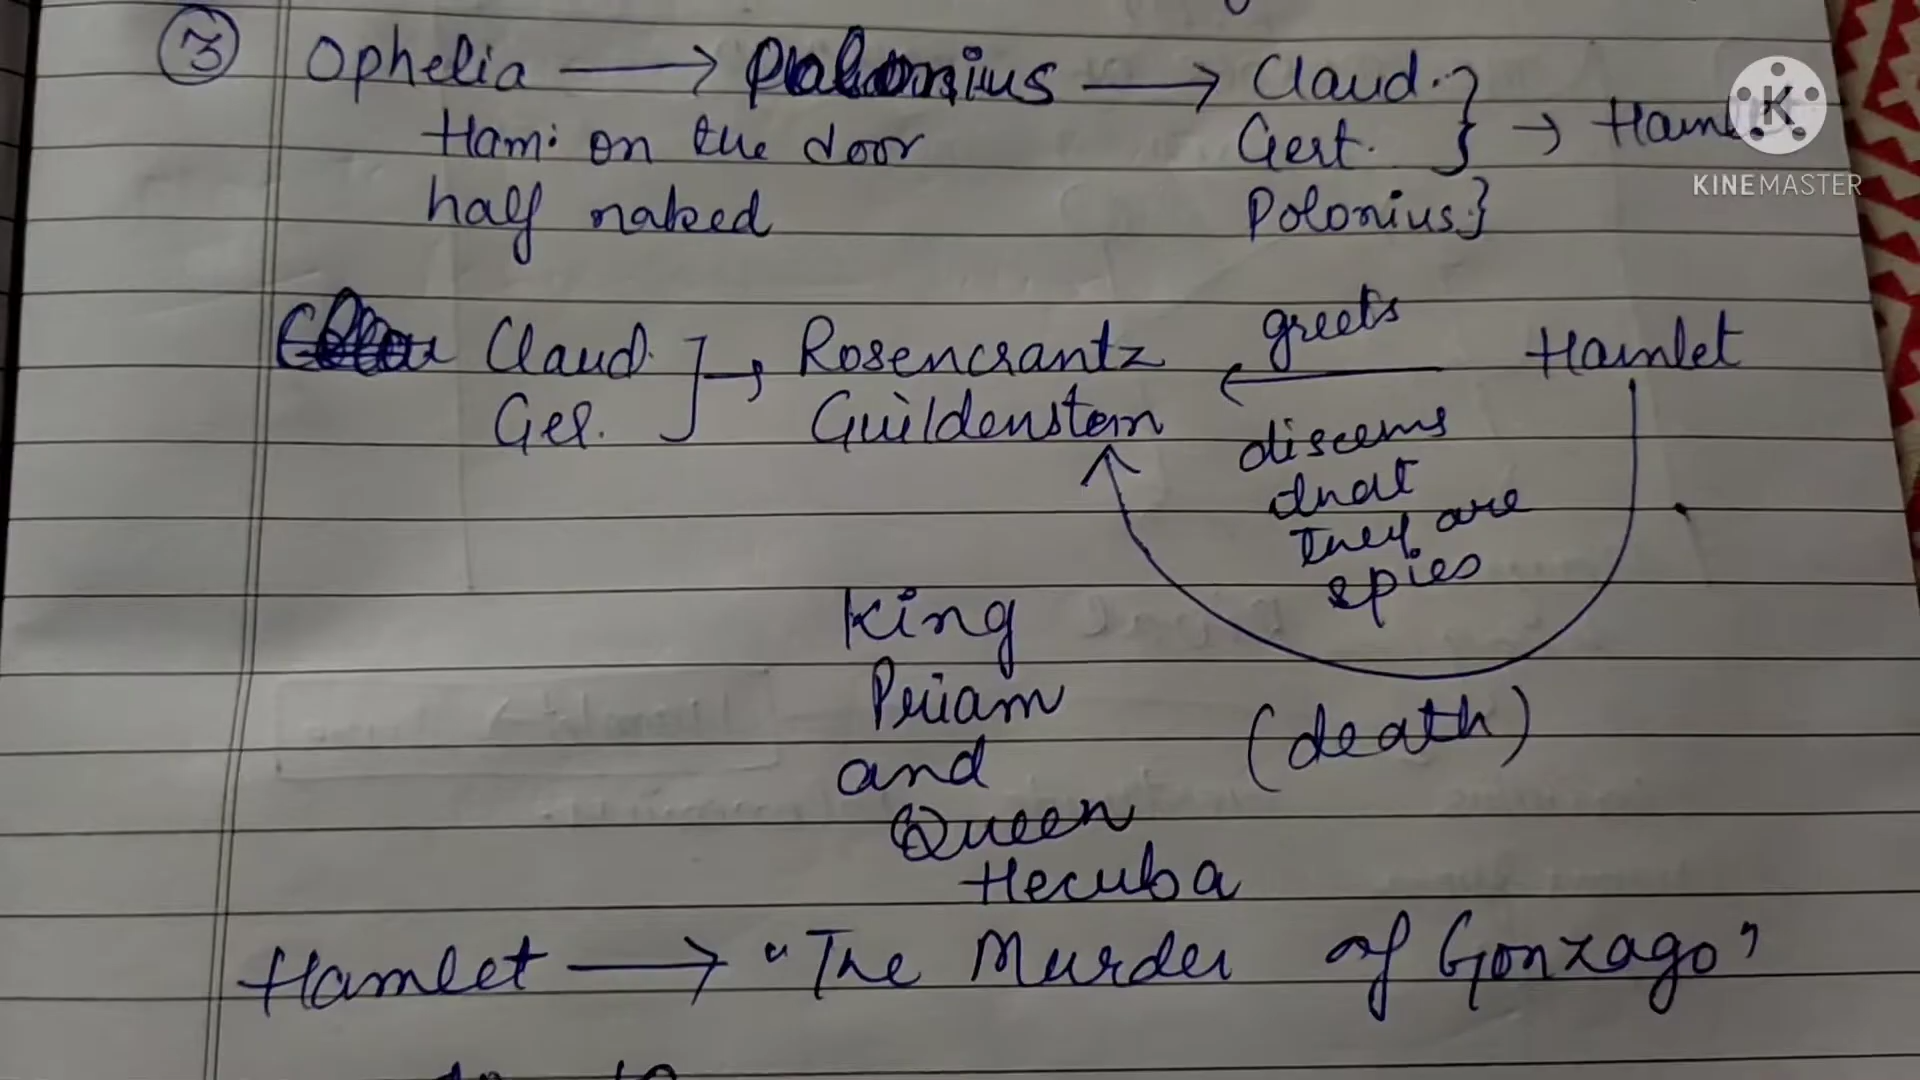 3 Ophelia → Polonius → Claud. } → Hamlet
Ham: on the door Gert.
half naked Polonius }
Claud. ] → Rosencrantz ← greets Hamlet
Ger. Guildenstern
discerns
that
they are
spies
King
Priam
and (death)
Queen
Hecuba
Hamlet → "The Murder of Gonzago"
KINEMASTER